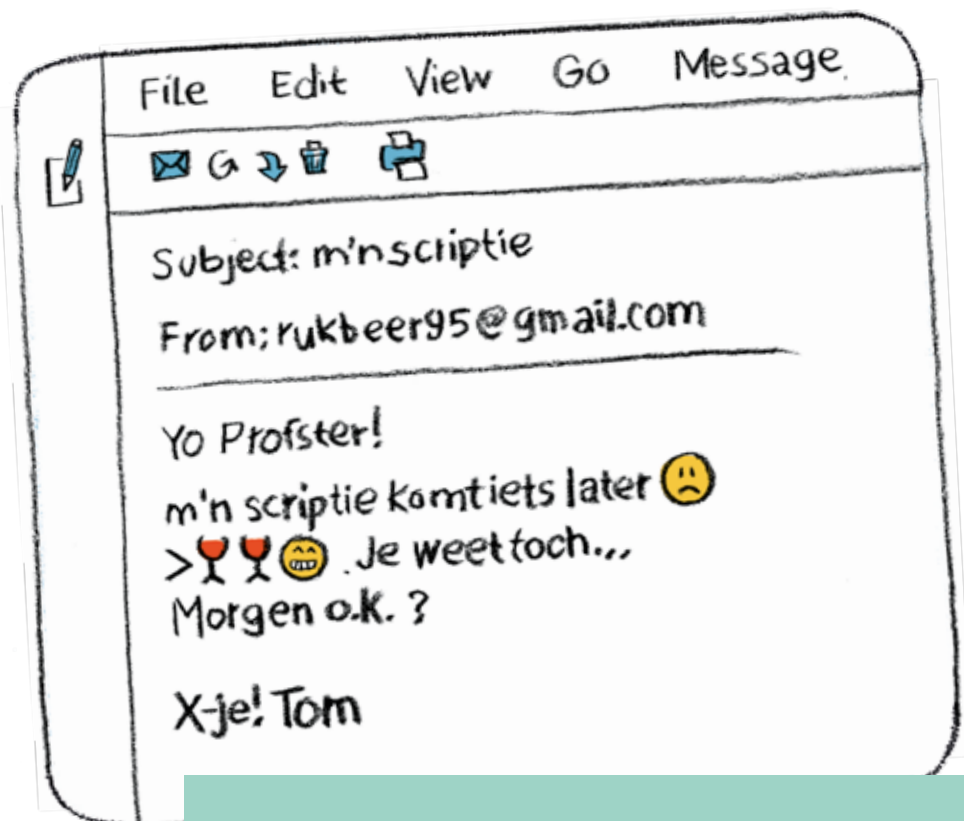 File Edit View Go Message
Subject: m'n scriptie
From: rukbeer95@gmail.com
Yo Profster!
m'n scriptie komt iets later 🙁
>🍷🍷😁. Je weet toch...
Morgen o.k. ?
X-je! Tom